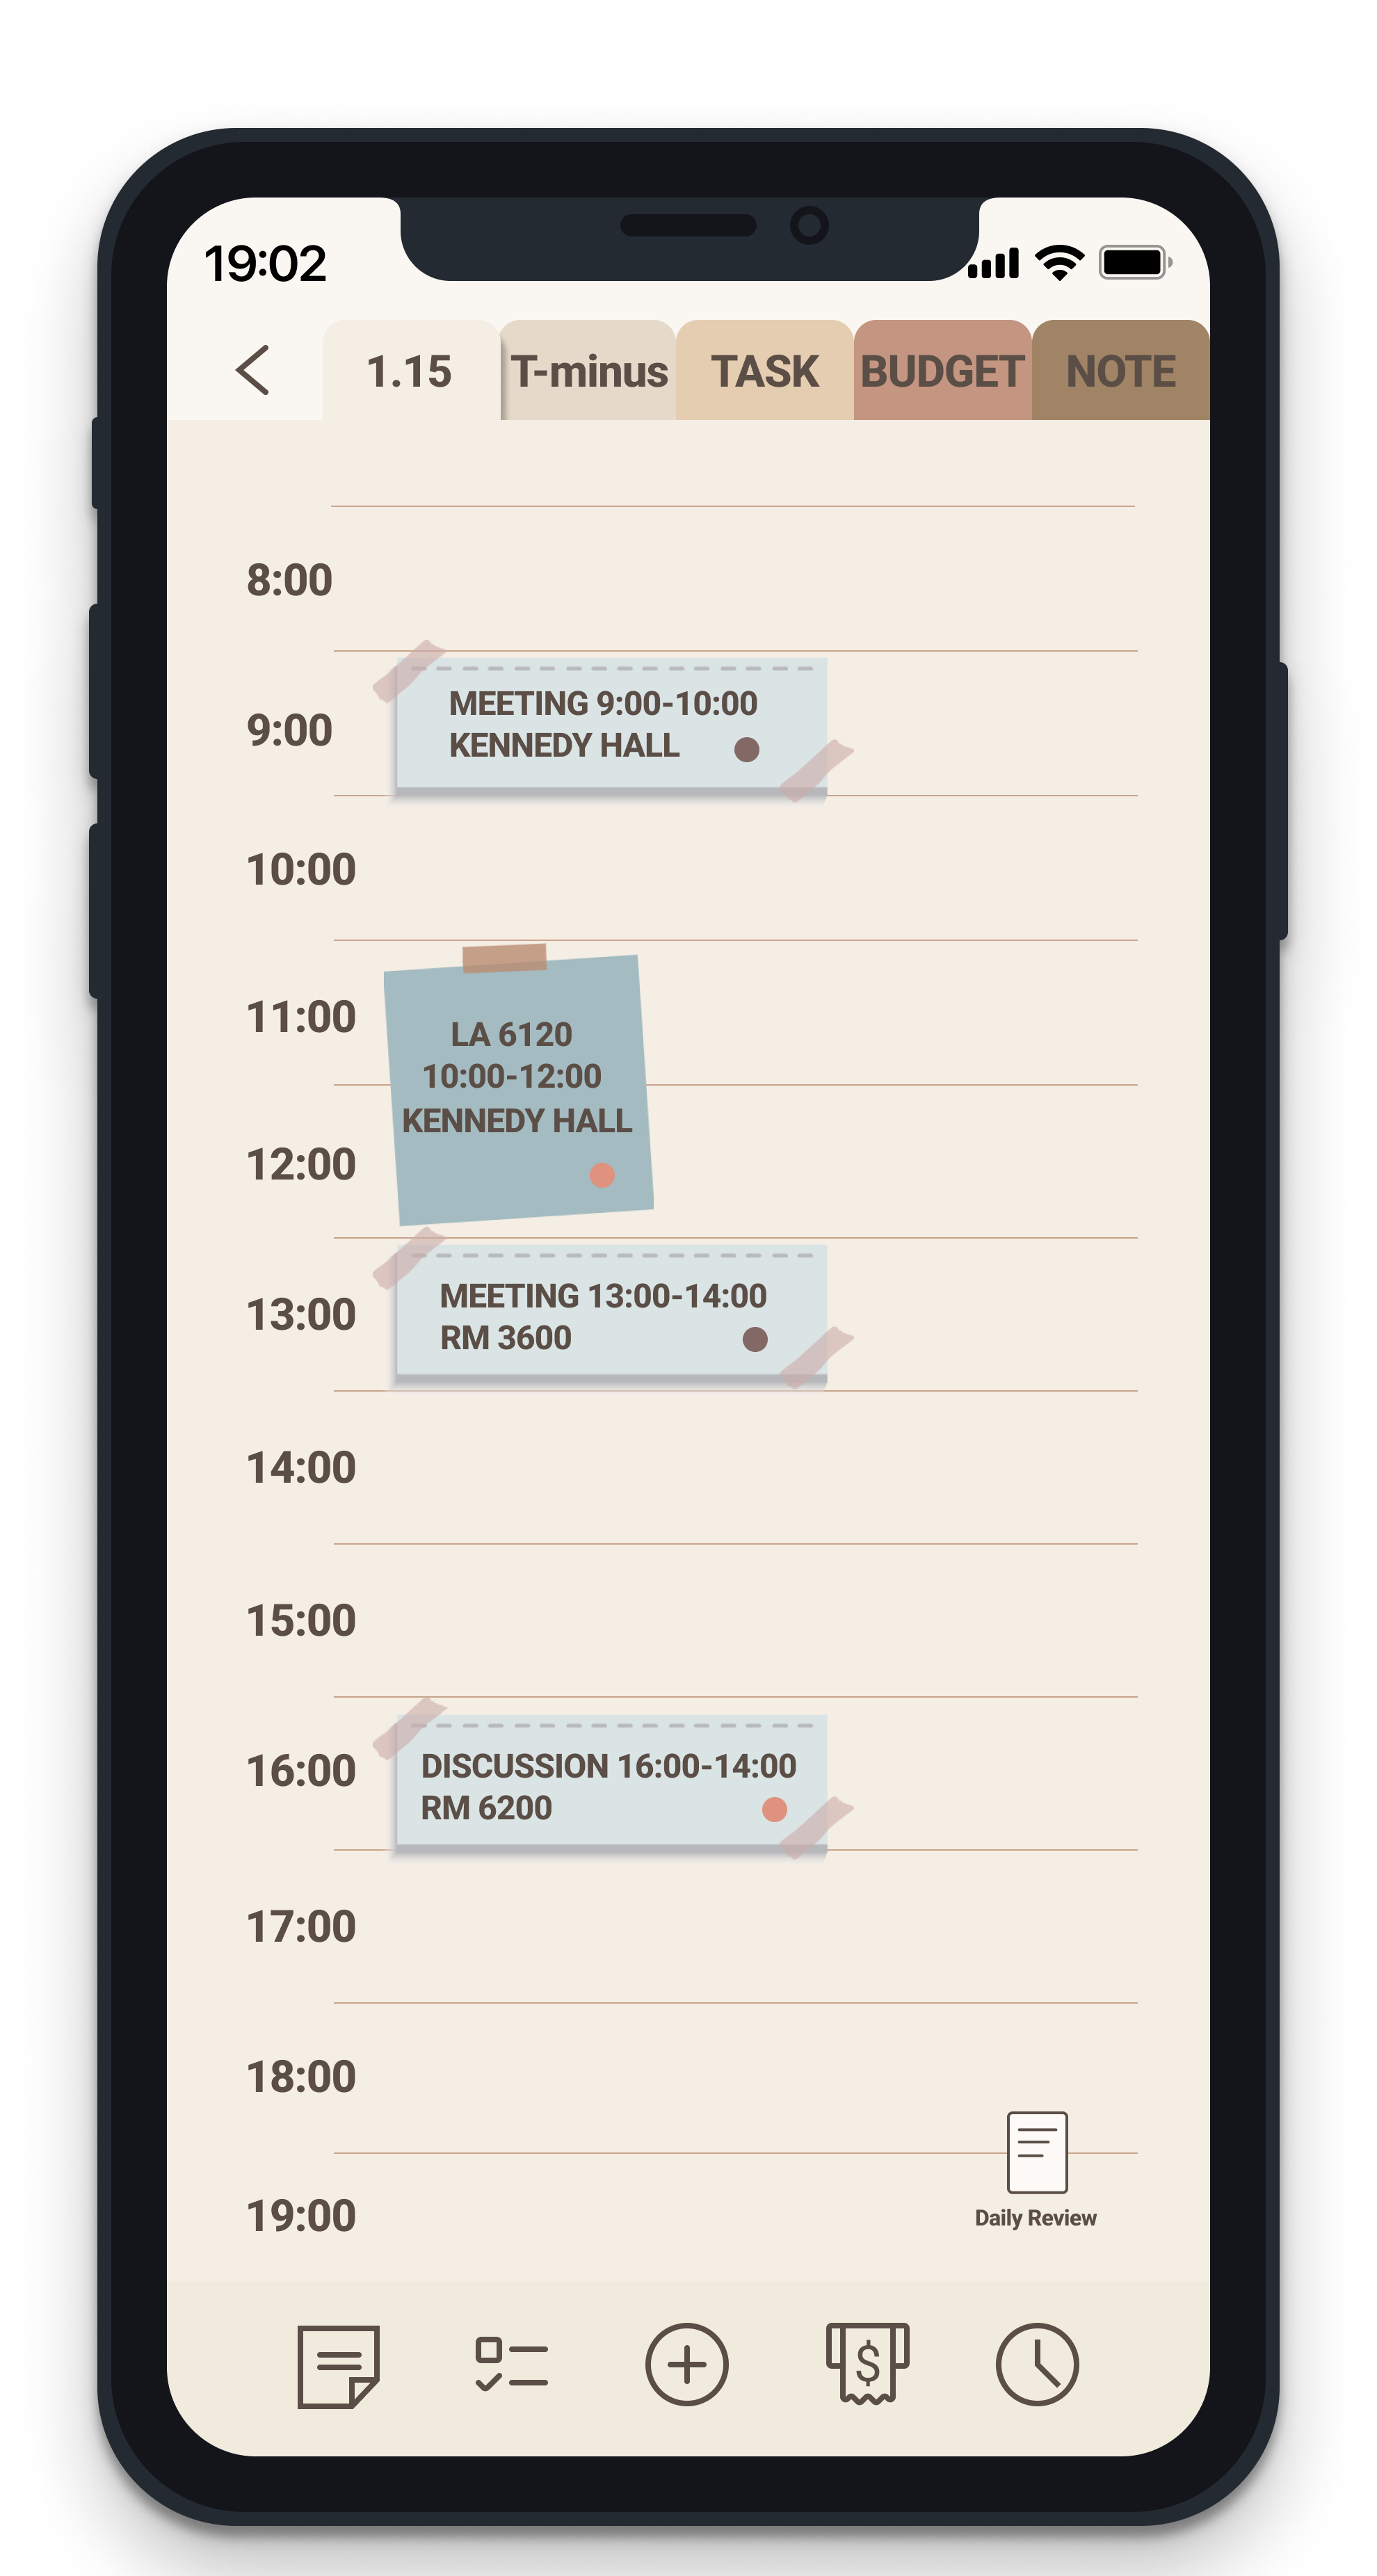 19:02
1.15 T-minus TASK BUDGET NOTE
8:00
MEETING 9:00-10:00
9:00
KENNEDY HALL
10:00
11:00
LA 6120
10:00-12:00
KENNEDY HALL
12:00
MEETING 13:00-14:00
13:00
RM 3600
14:00
15:00
DISCUSSION 16:00-14:00
16:00
RM 6200
17:00
18:00
19:00
Daily Review
$